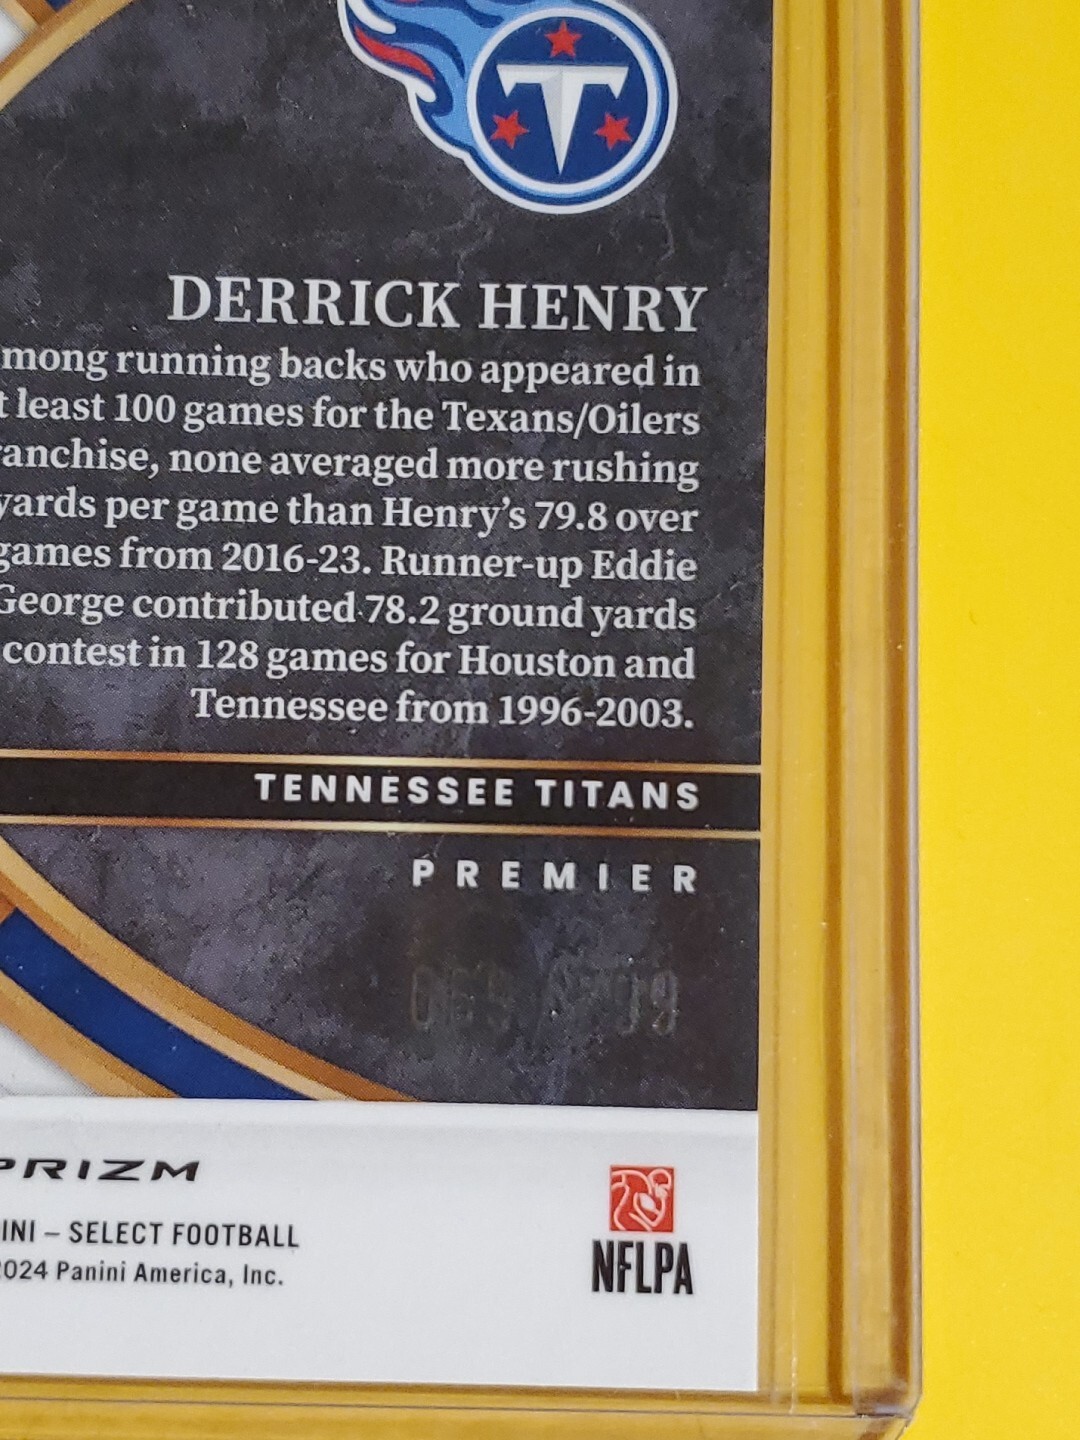 T
DERRICK HENRY
mong running backs who appeared in
t least 100 games for the Texans/Oilers
ranchise, none averaged more rushing
yards per game than Henry's 79.8 over
games from 2016-23. Runner-up Eddie
George contributed 78.2 ground yards
contest in 128 games for Houston and
Tennessee from 1996-2003.
TENNESSEE TITANS
PREMIER
PRIZM
INI – SELECT FOOTBALL
2024 Panini America, Inc.
NFLPA